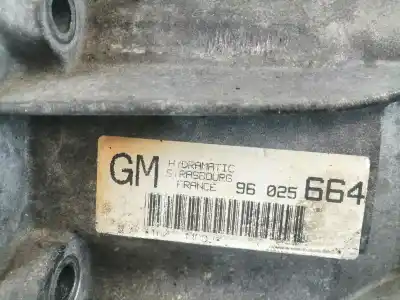 GM
HYDRAMATIC
STRASBOURG
FRANCE 96 025 664